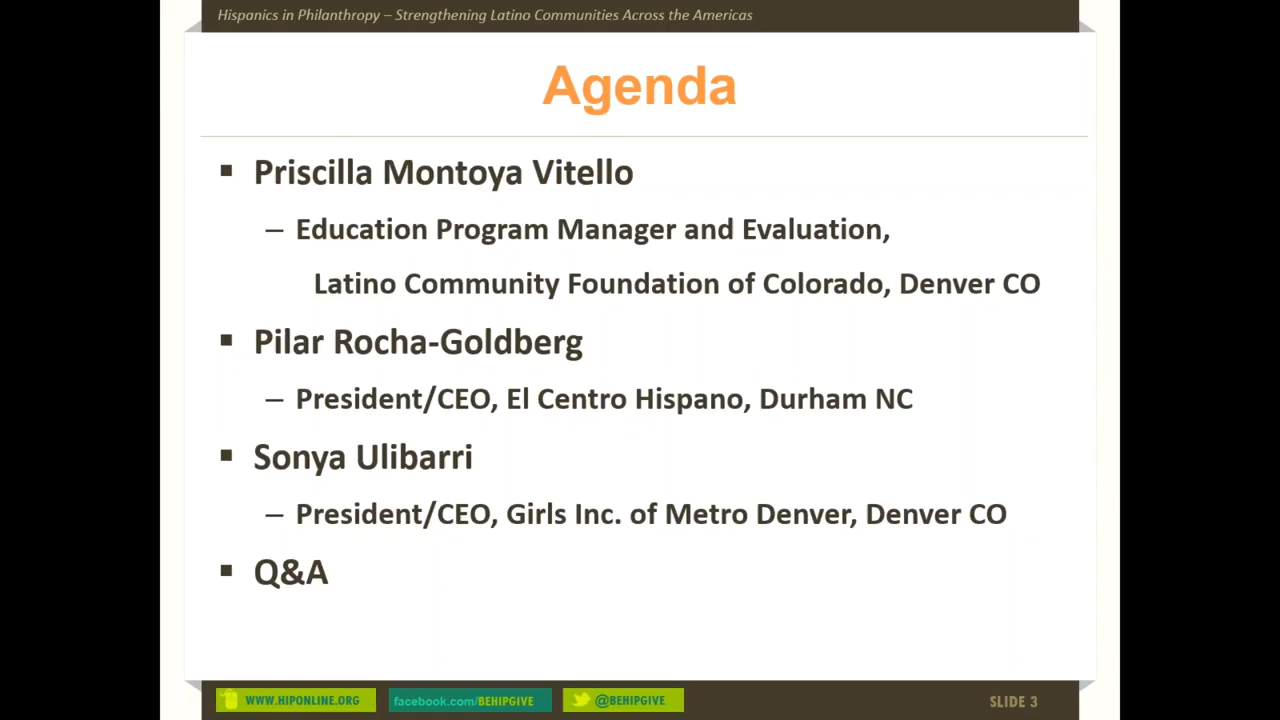 Hispanics in Philanthropy – Strengthening Latino Communities Across the Americas
Agenda
▪ Priscilla Montoya Vitello
– Education Program Manager and Evaluation,
Latino Community Foundation of Colorado, Denver CO
▪ Pilar Rocha-Goldberg
– President/CEO, El Centro Hispano, Durham NC
▪ Sonya Ulibarri
– President/CEO, Girls Inc. of Metro Denver, Denver CO
▪ Q&A
WWW.HIPONLINE.ORG facebook.com/BEHIPGIVE @BEHIPGIVE SLIDE 3